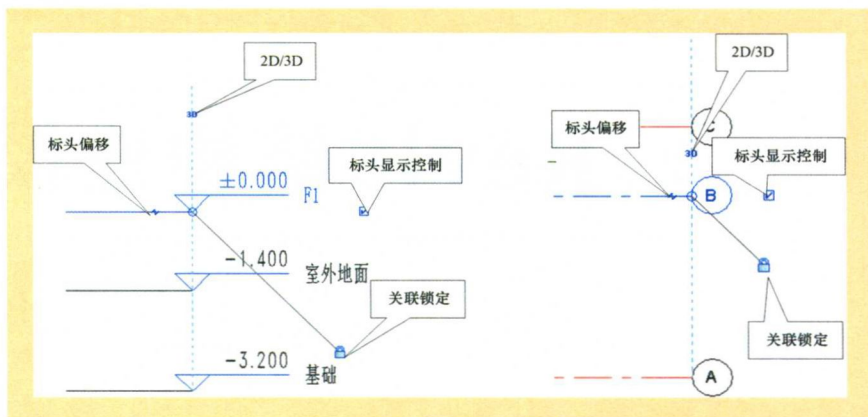 2D/3D
3D
标头偏移
标头显示控制
±0.000
F1
-1.400
室外地面
关联锁定
-3.200
基础
2D/3D
标头偏移
C
3D
标头显示控制
B
关联锁定
A